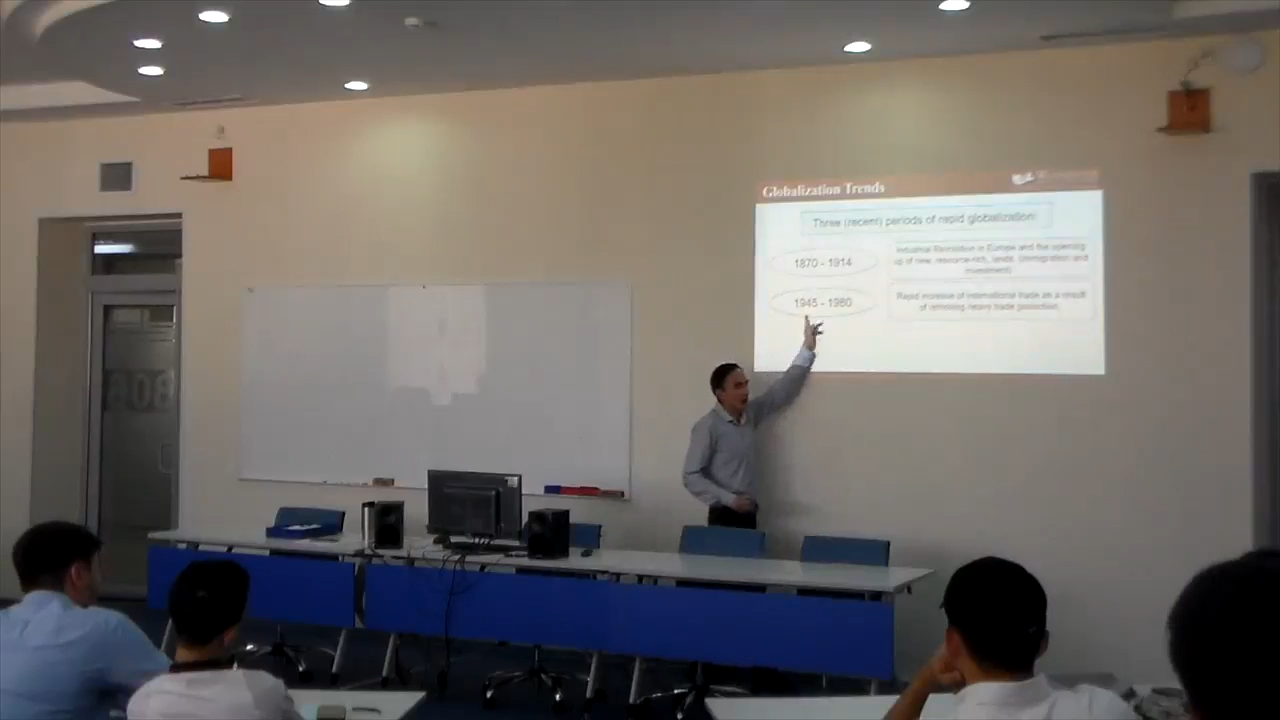 Globalization Trends
Three (recent) periods of rapid globalization:
1870 - 1914
Industrial Revolution in Europe and the opening
up of new, resource-rich, lands. (Immigration and
investment)
1945 - 1980
Rapid increase of international trade as a result
of removing heavy trade protection
808